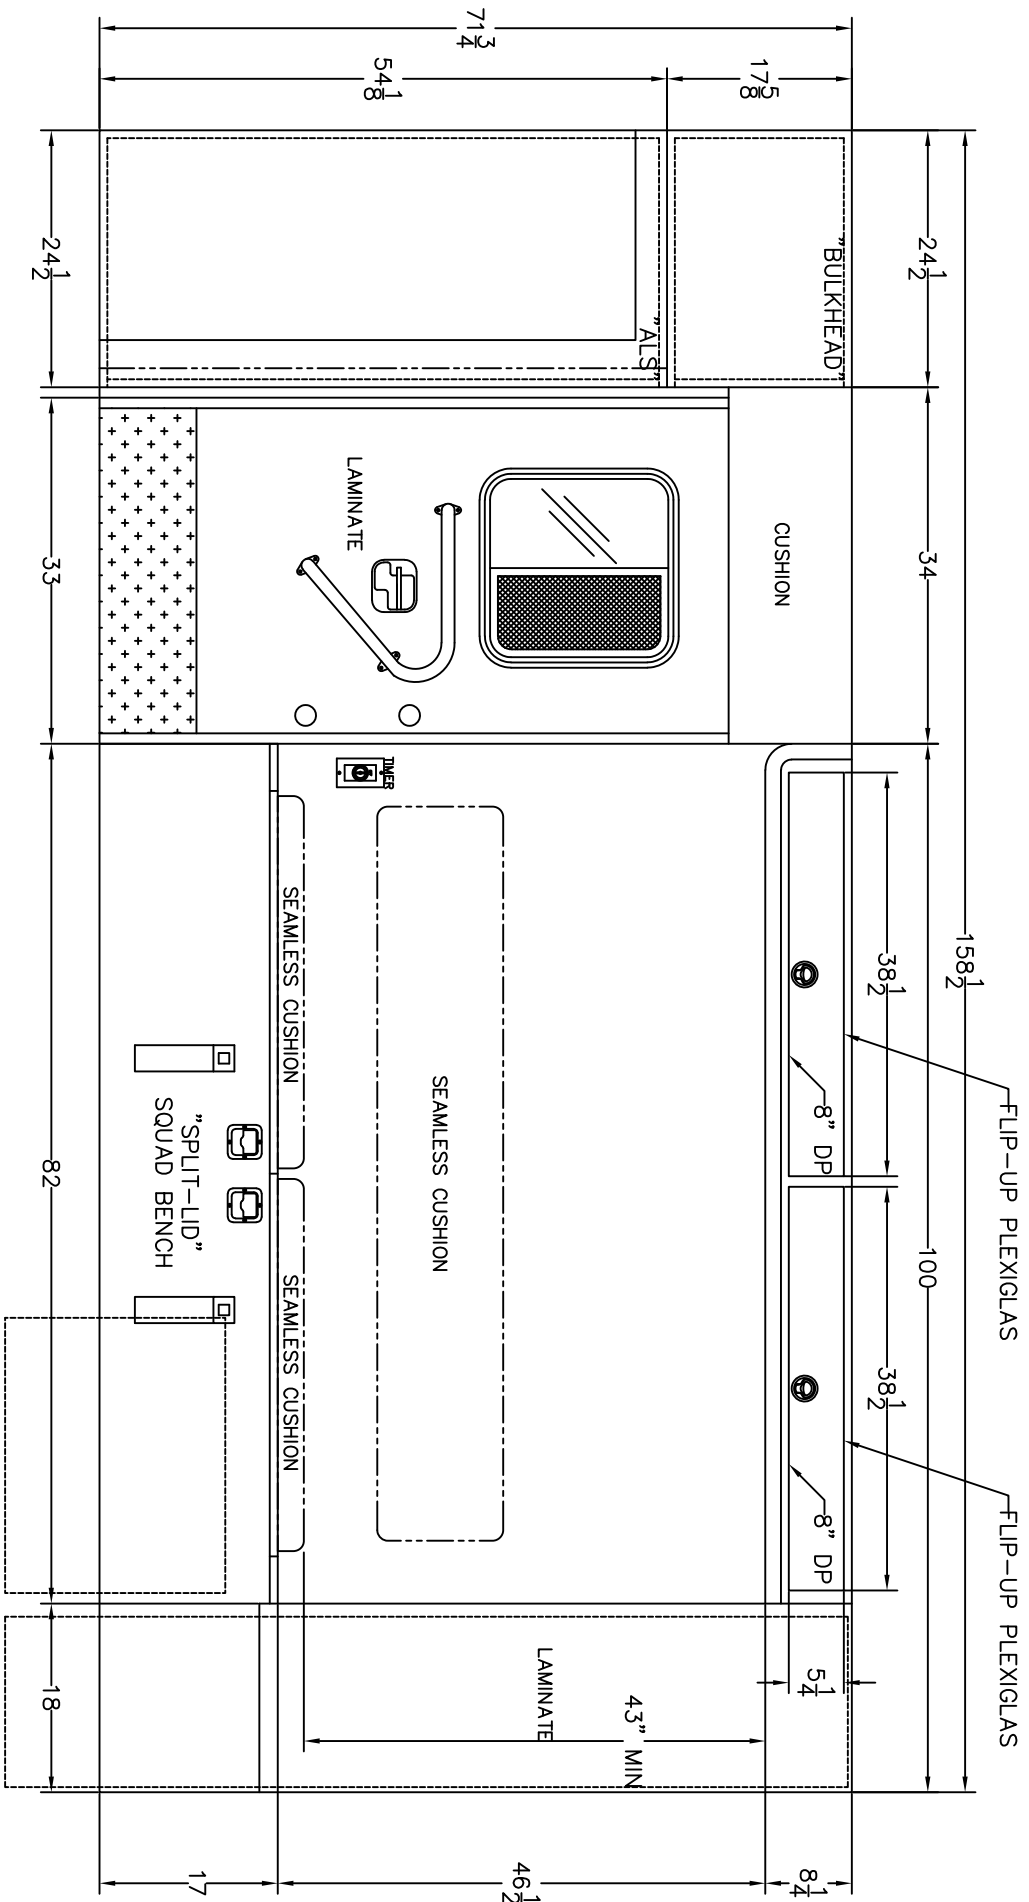 FLIP-UP PLEXIGLAS
FLIP-UP PLEXIGLAS
158 1/2
24 1/2
34
100
38 1/2
38 1/2
8" DP
8" DP
5 1/4
8 1/4
71 3/4
17 5/8
54 1/8
"BULKHEAD"
"ALS"
CUSHION
LAMINATE
TIMER
SEAMLESS CUSHION
SEAMLESS CUSHION
SEAMLESS CUSHION
LAMINATE
43" MIN
46 1/2
17
"SPLIT-LID"
SQUAD BENCH
24 1/2
33
82
18